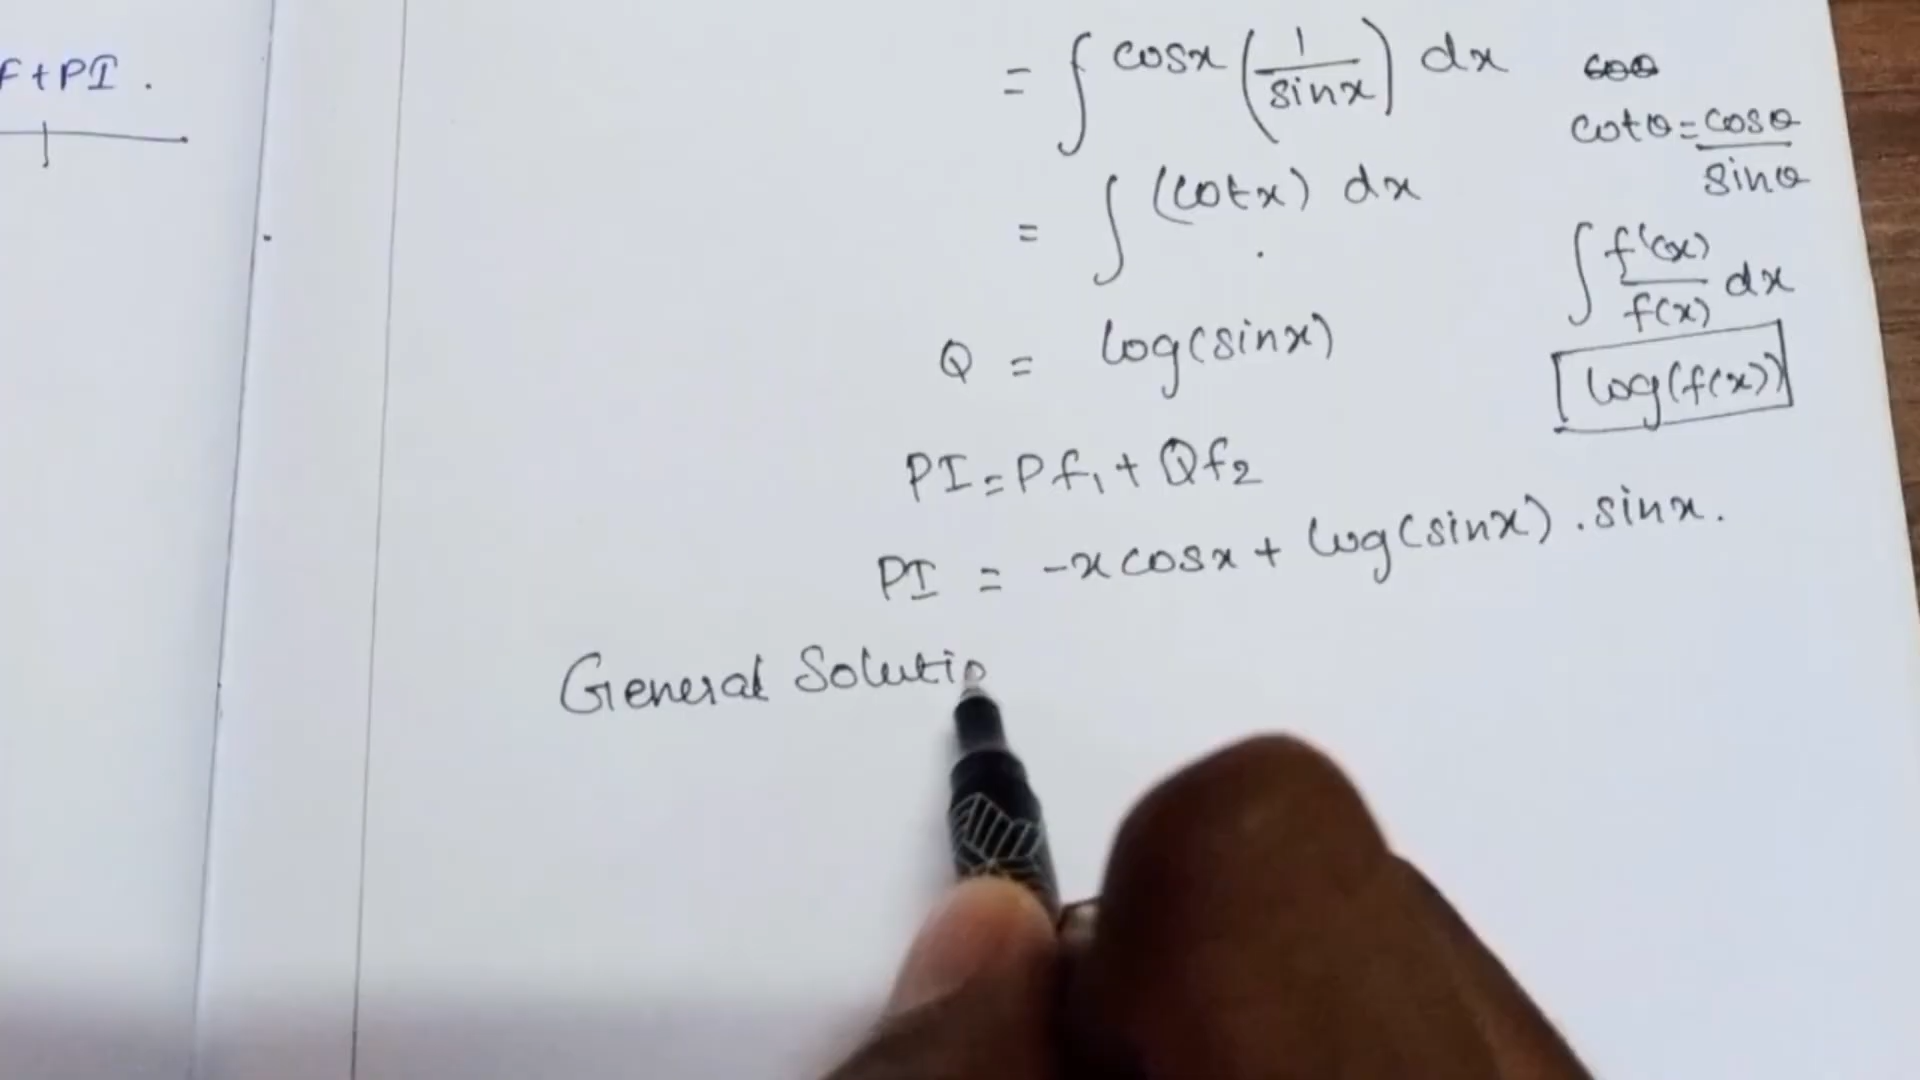 F+PI.
= ∫ cosx (1/sinx) dx
cotθ = cosθ/sinθ
= ∫ (cotx) dx
∫ f'(x)/f(x) dx
Q = log(sinx)
log(f(x))
PI = Pf₁ + Qf₂
PI = -x cosx + log(sinx) . sinx.
General Solutio